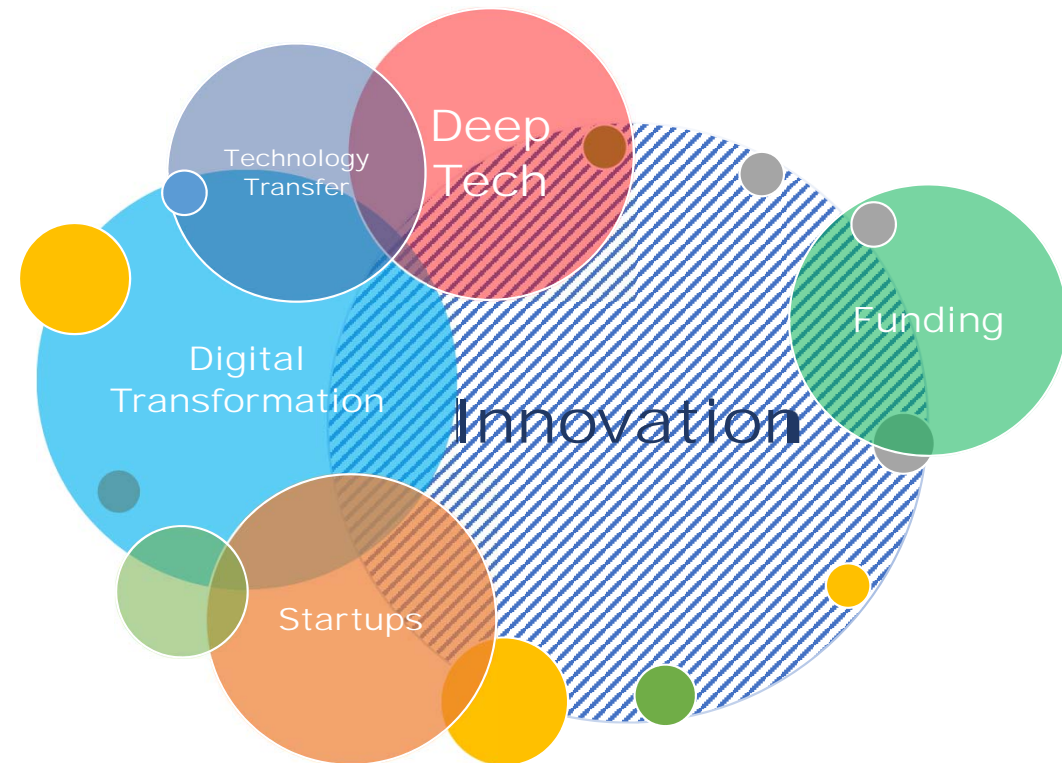 Deep
Tech
Technology
Transfer
Funding
Digital
Transformation
Innovation
Startups